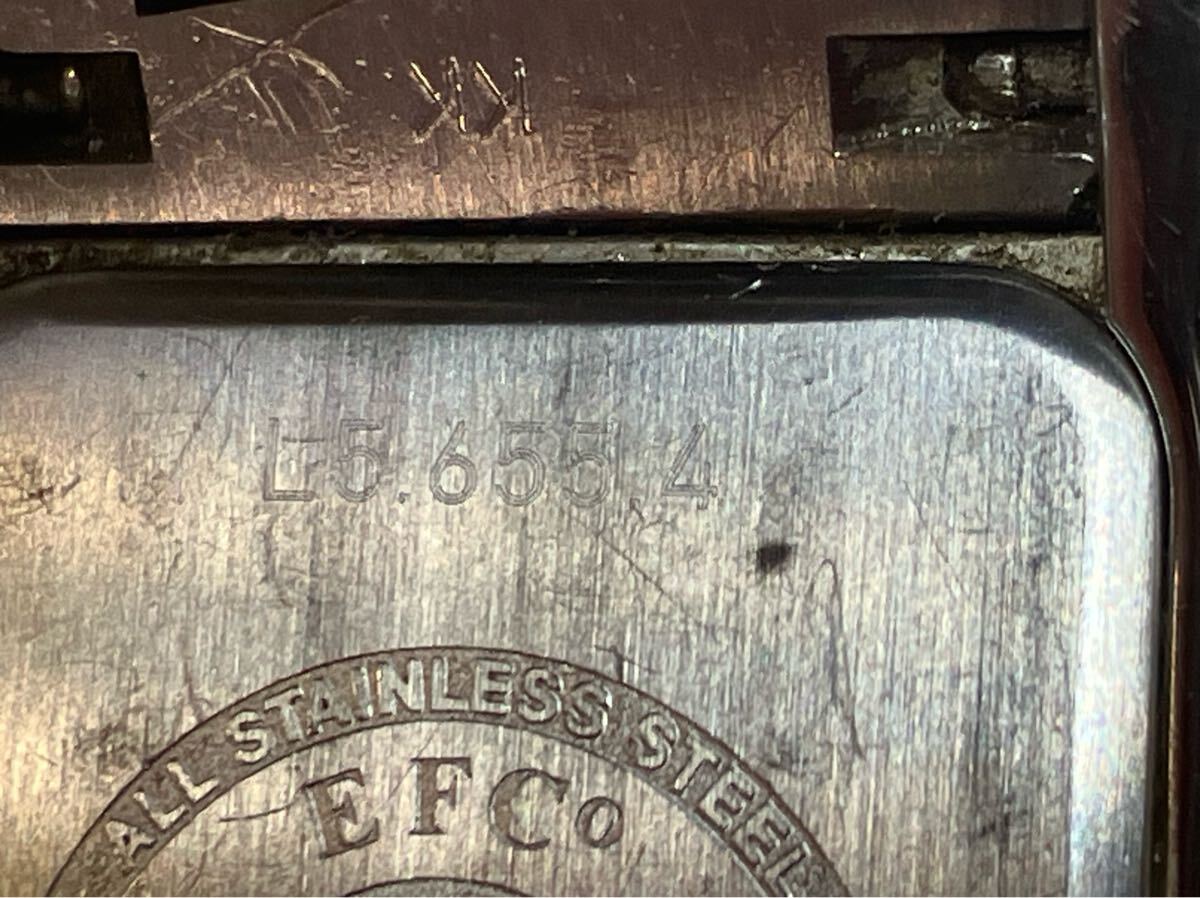 L5.655.4
ALL STAINLESS STEEL
EFCo